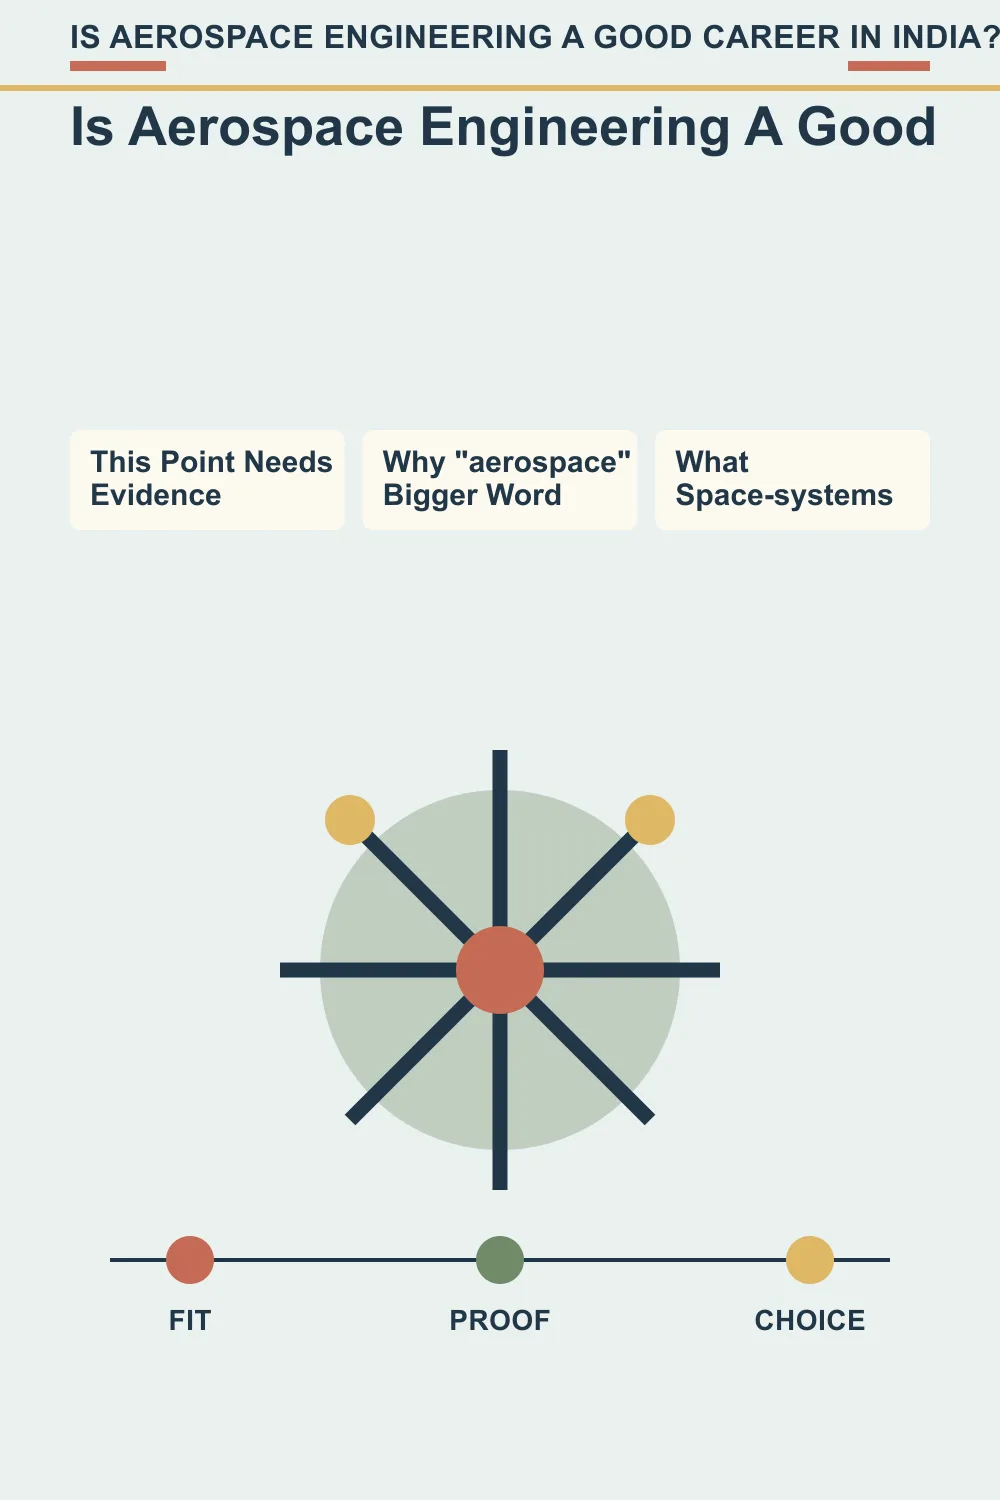 IS AEROSPACE ENGINEERING A GOOD CAREER IN INDIA?
Is Aerospace Engineering A Good
This Point Needs
Evidence
Why "aerospace"
Bigger Word
What
Space-systems
FIT
PROOF
CHOICE